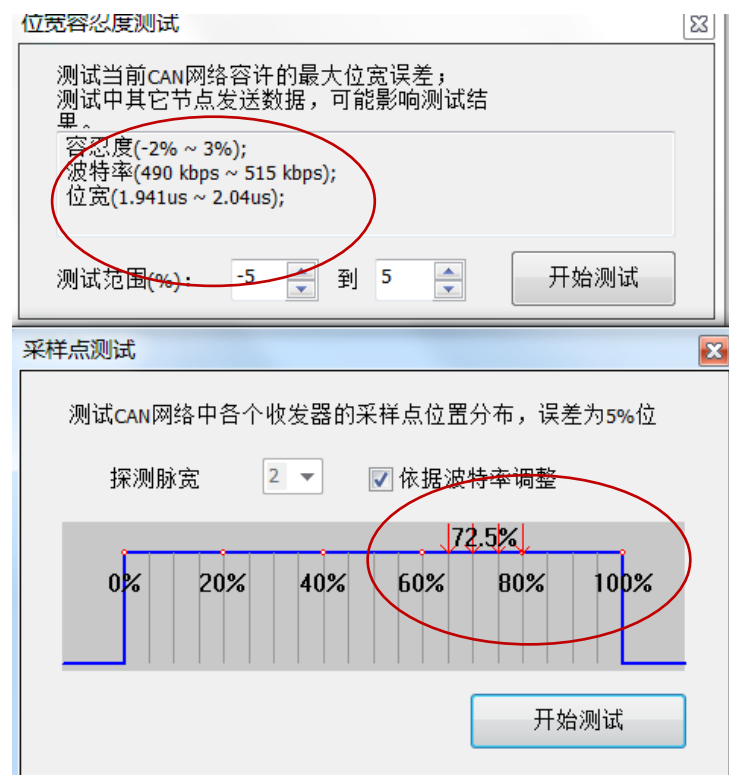 位宽容忍度测试
测试当前CAN网络容许的最大位宽误差；
测试中其它节点发送数据，可能影响测试结
果。
容忍度(-2% ~ 3%);
波特率(490 kbps ~ 515 kbps);
位宽(1.941us ~ 2.04us);
测试范围(%): -5 到 5 开始测试
采样点测试
测试CAN网络中各个收发器的采样点位置分布，误差为5%位
探测脉宽 2 依据波特率调整
72.5%
0% 20% 40% 60% 80% 100%
开始测试